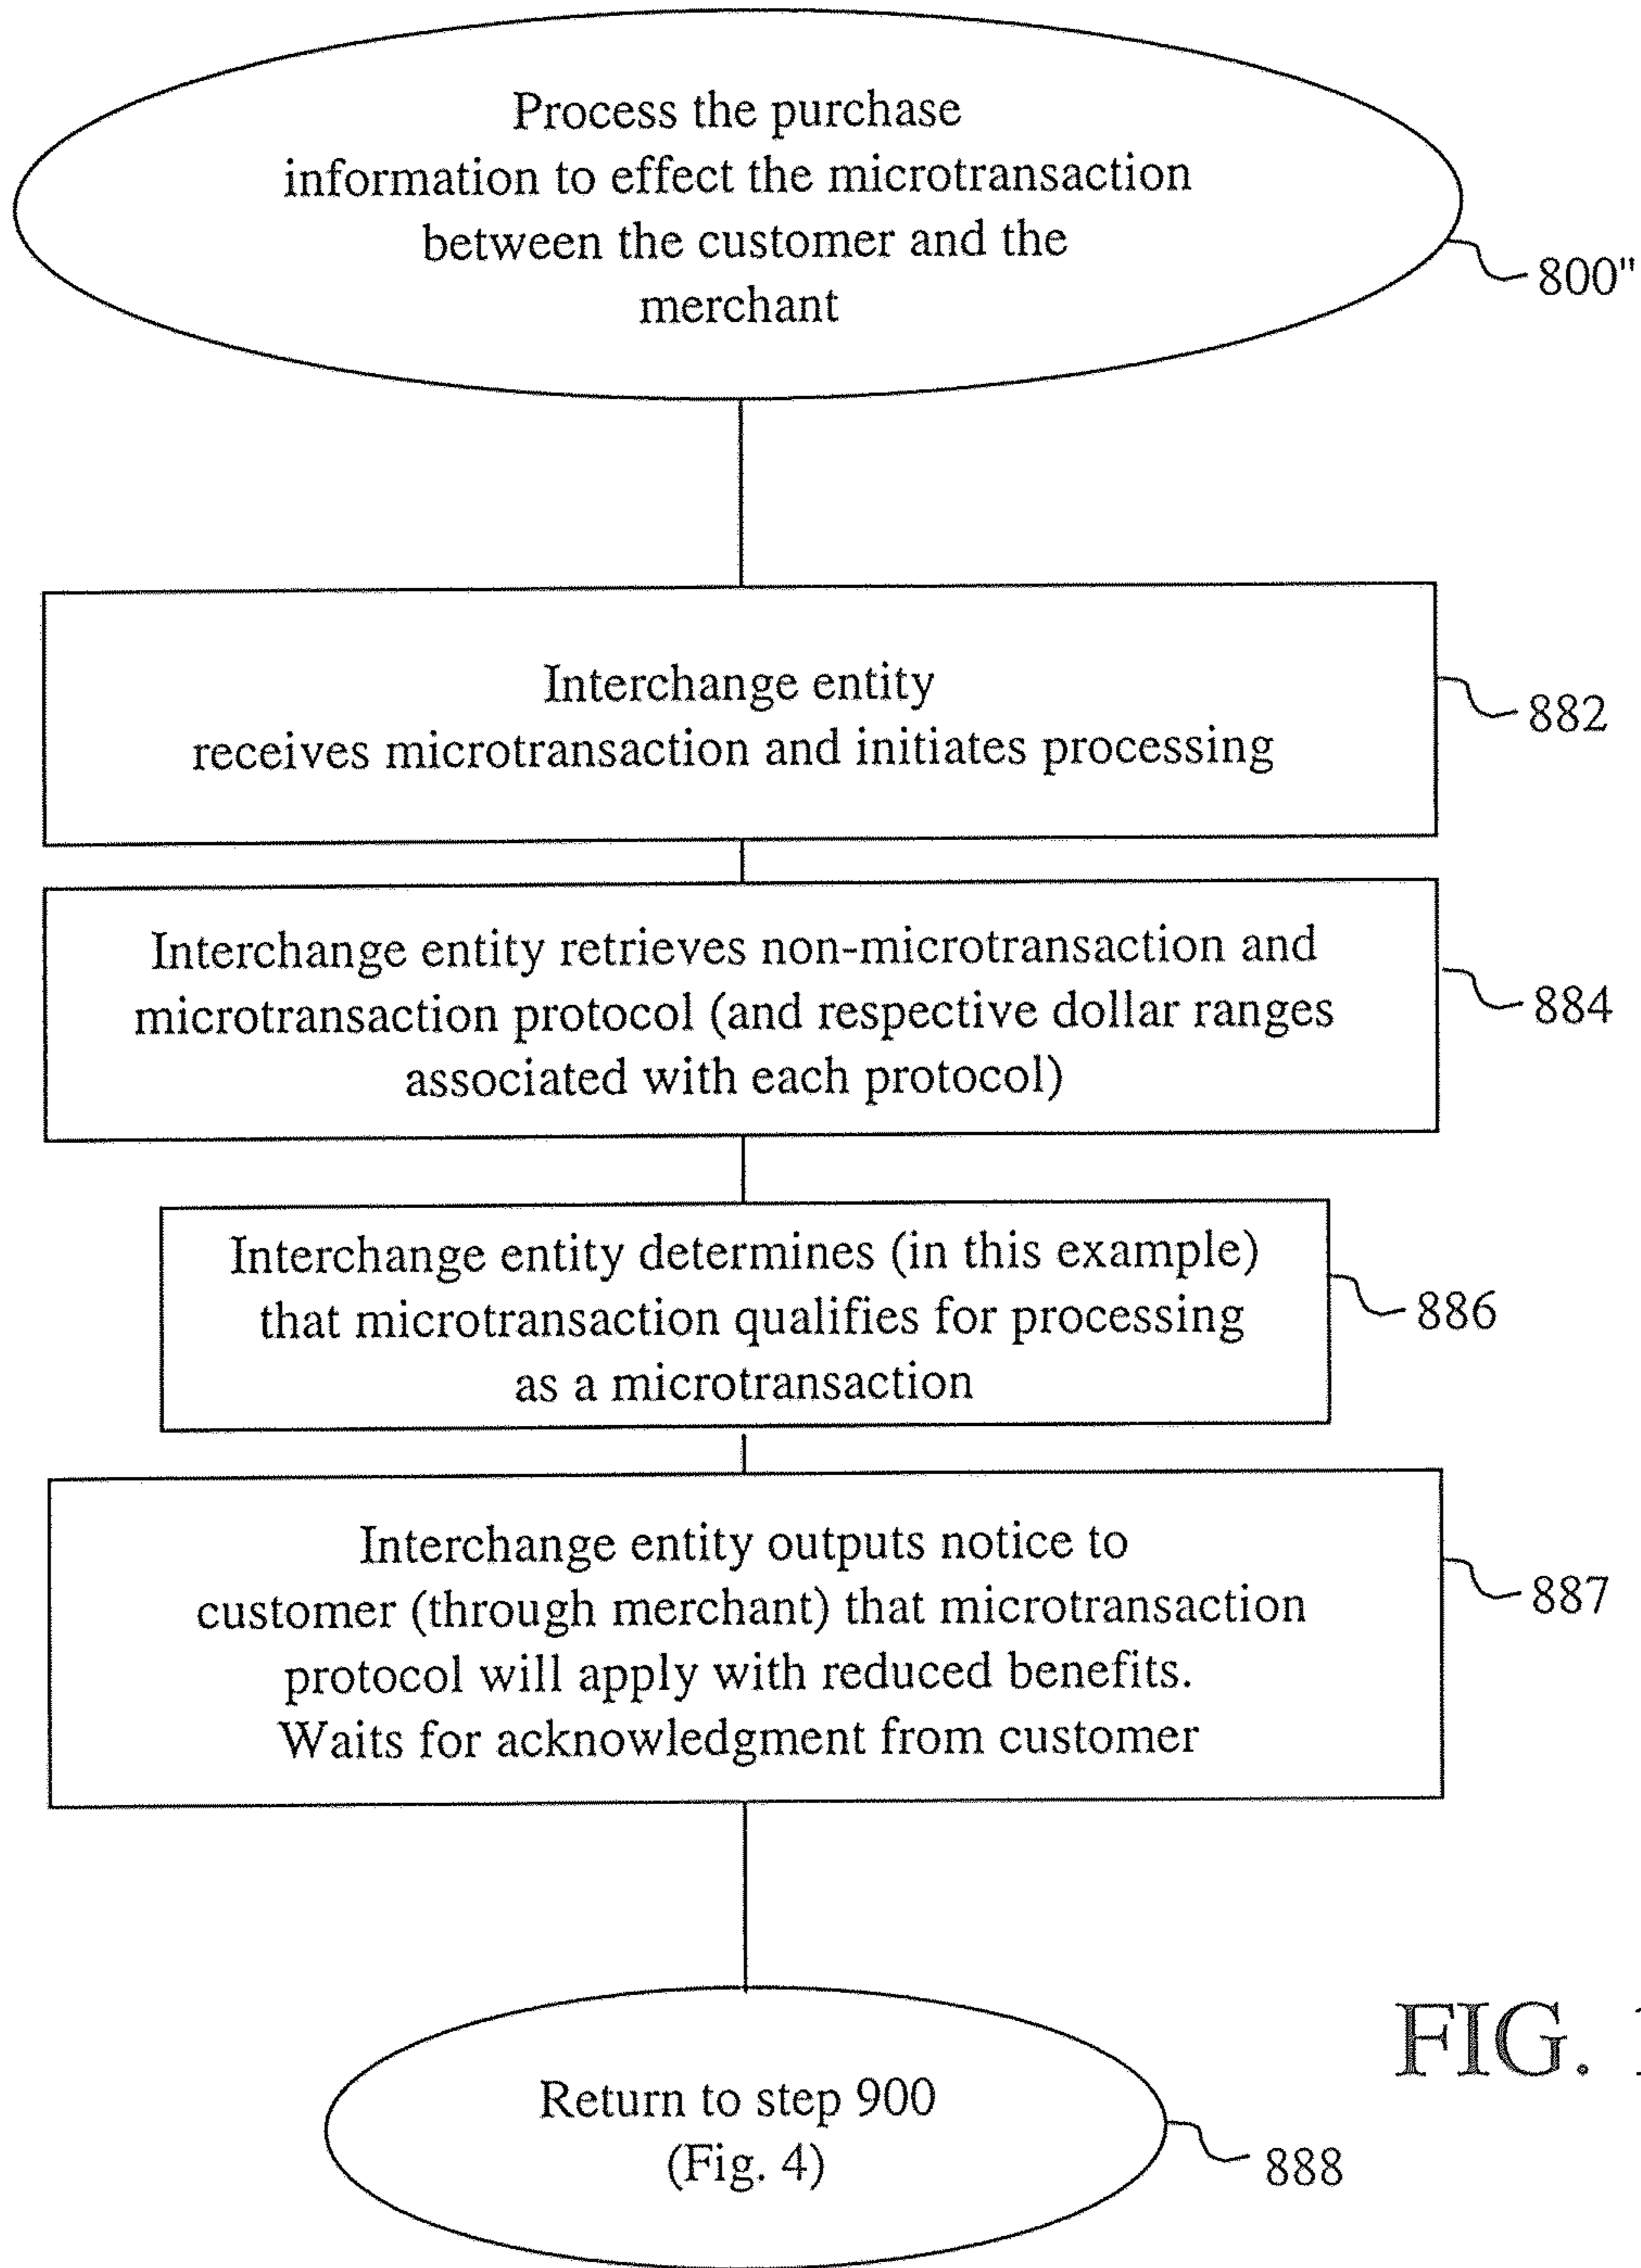 Process the purchase
information to effect the microtransaction
between the customer and the
merchant
800"
Interchange entity
receives microtransaction and initiates processing
882
Interchange entity retrieves non-microtransaction and
microtransaction protocol (and respective dollar ranges
associated with each protocol)
884
Interchange entity determines (in this example)
that microtransaction qualifies for processing
as a microtransaction
886
Interchange entity outputs notice to
customer (through merchant) that microtransaction
protocol will apply with reduced benefits.
Waits for acknowledgment from customer
887
Return to step 900
(Fig. 4)
888
FIG.